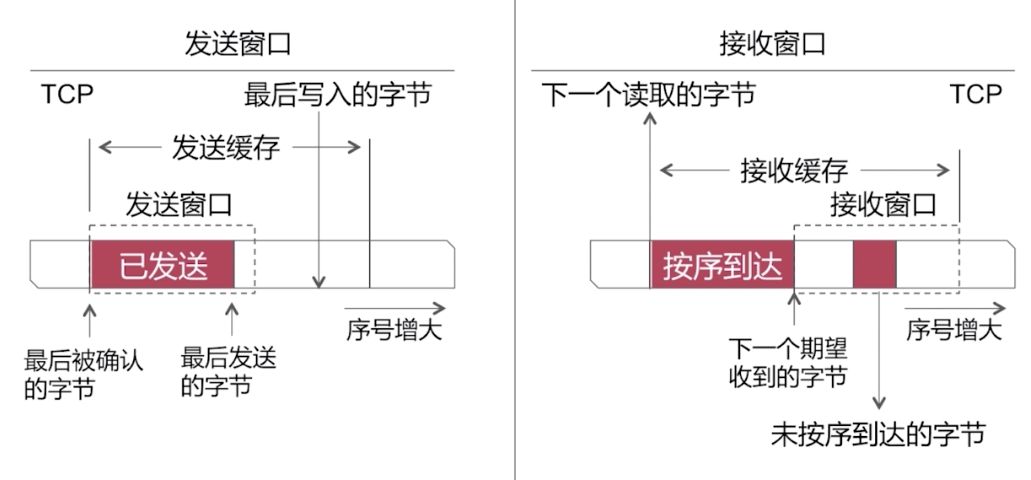 发送窗口
TCP
最后写入的字节
发送缓存
发送窗口
已发送
序号增大
最后被确认
的字节
最后发送
的字节
接收窗口
下一个读取的字节
TCP
接收缓存
接收窗口
按序到达
序号增大
下一个期望
收到的字节
未按序到达的字节